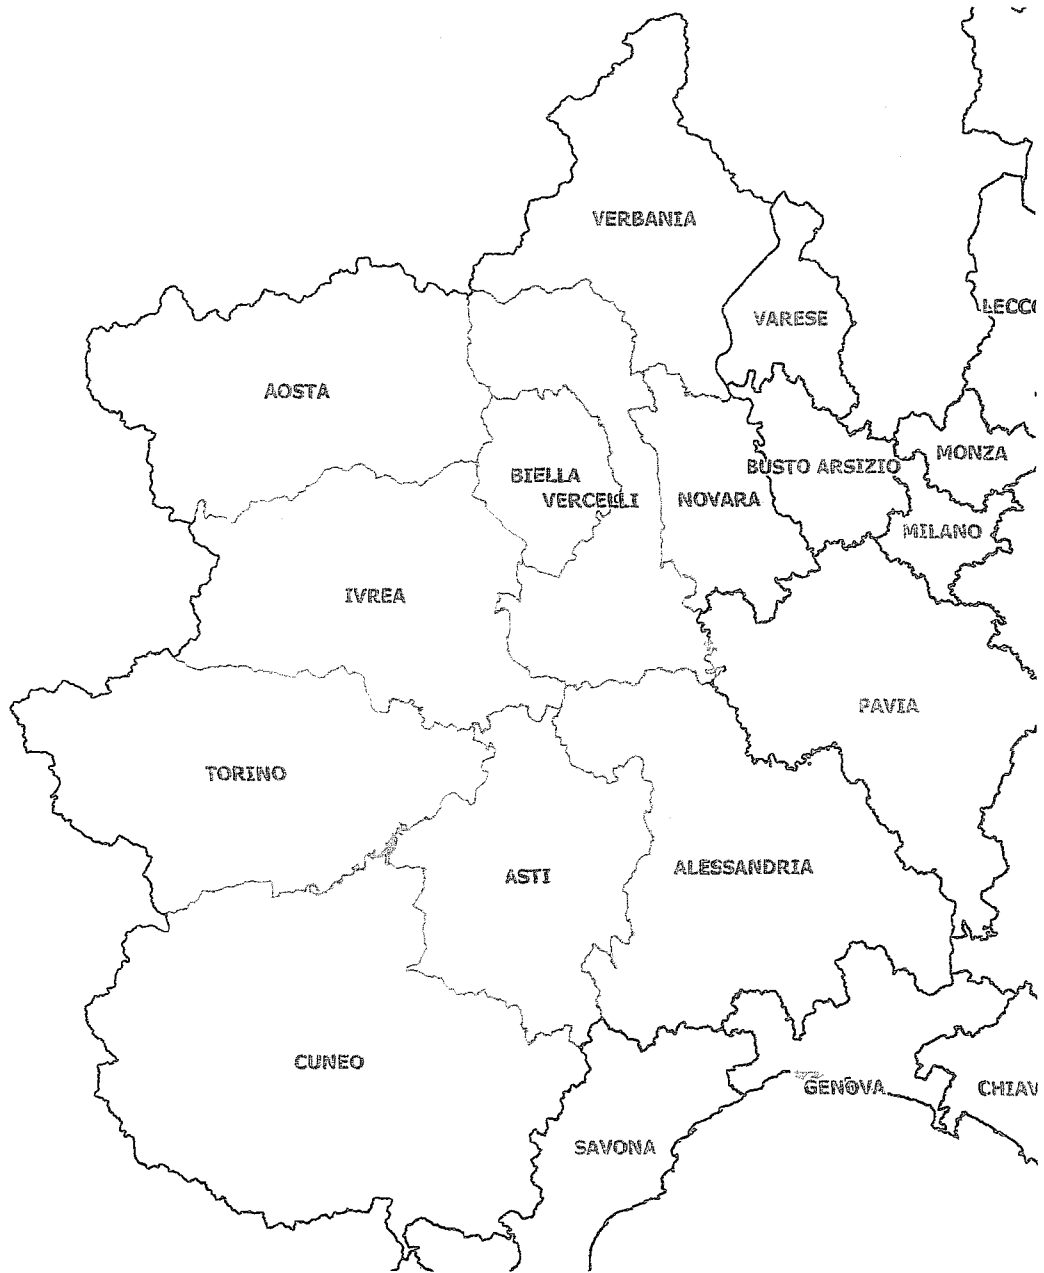 VERBANIA
LECC
VARESE
AOSTA
MONZA
BUSTO ARSIZIO
BIELLA
VERCELLI
NOVARA
MILANO
IVREA
PAVIA
TORINO
ALESSANDRIA
ASTI
CUNEO
GENOVA
CHIAV
SAVONA